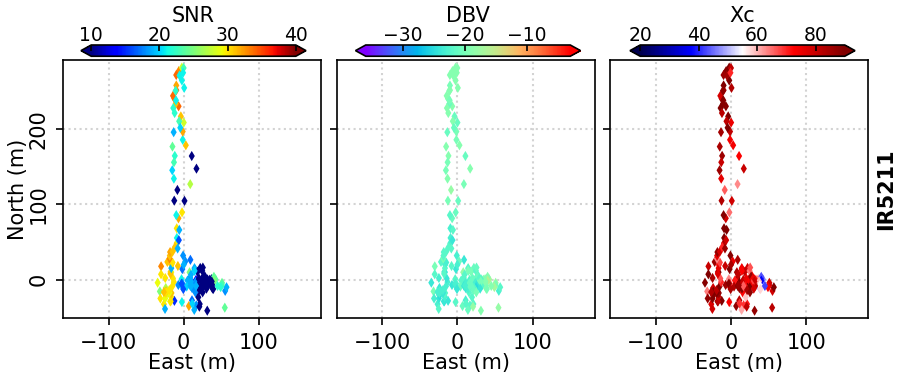 SNR DBV Xc
10 20 30 40 −30 −20 −10 20 40 60 80
North (m)
200
100
0
IR5211
−100 0 100 −100 0 100 −100 0 100
East (m) East (m) East (m)